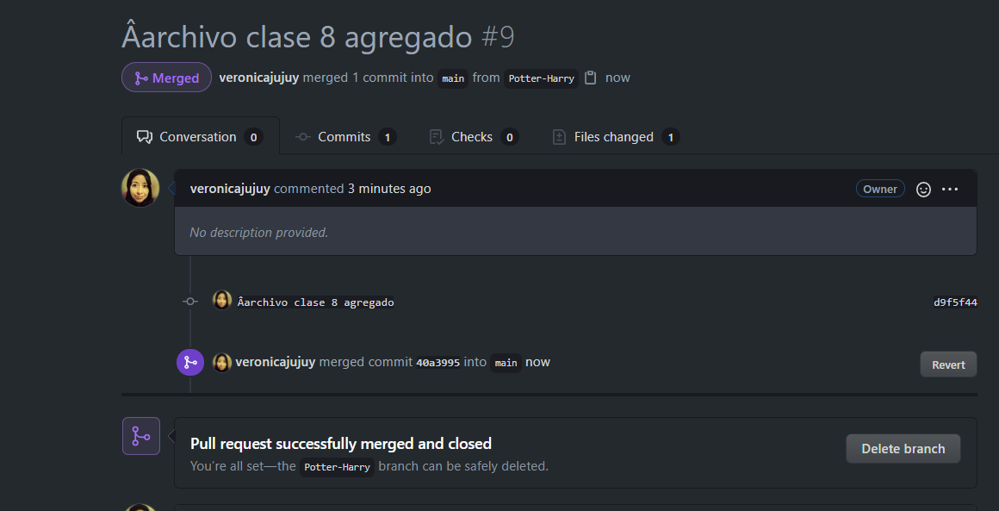 Âarchivo clase 8 agregado #9
Merged veronicajujuy merged 1 commit into main from Potter-Harry now
Conversation 0 Commits 1 Checks 0 Files changed 1
veronicajujuy commented 3 minutes ago Owner
No description provided.
Âarchivo clase 8 agregado d9f5f44
veronicajujuy merged commit 40a3995 into main now Revert
Pull request successfully merged and closed
You're all set—the Potter-Harry branch can be safely deleted. Delete branch